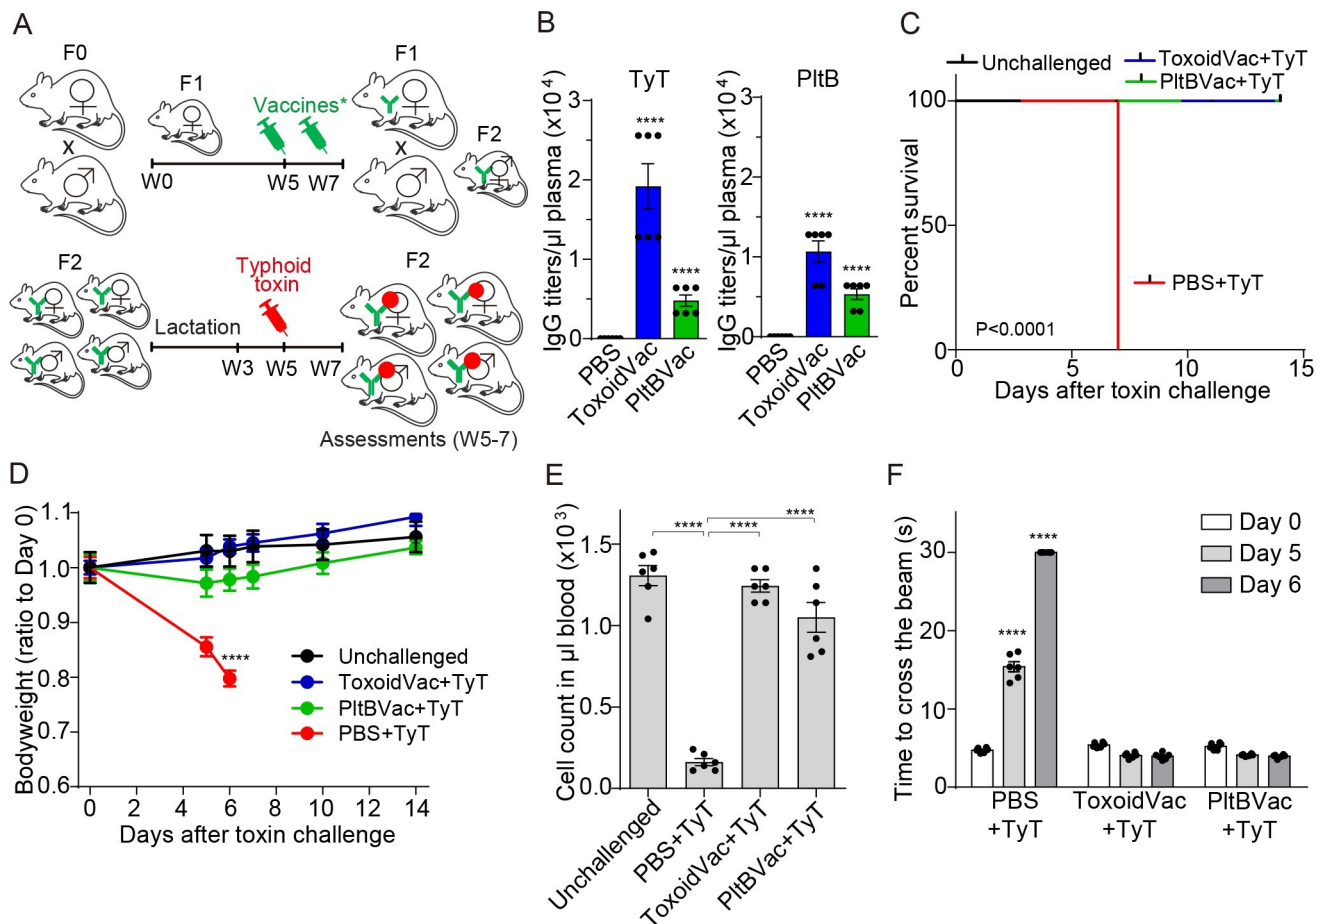 A
F0
F1
Vaccines*
F1
X
X
F2
W0
W5
W7
F2
Typhoid
toxin
F2
Lactation
W3
W5
W7
Assessments (W5-7)
B
TyT
IgG titers/µl plasma (x10⁴)
3
2
1
0
****
****
PBS
ToxoidVac
PltBVac
PltB
IgG titers/µl plasma (x10⁴)
3
2
1
0
****
****
PBS
ToxoidVac
PltBVac
C
Unchallenged
ToxoidVac+TyT
PltBVac+TyT
Percent survival
100
50
0
PBS+TyT
P<0.0001
0
5
10
15
Days after toxin challenge
D
Bodyweight (ratio to Day 0)
1.1
1.0
0.9
0.8
0.7
0.6
****
Unchallenged
ToxoidVac+TyT
PltBVac+TyT
PBS+TyT
0
2
4
6
8
10
12
14
Days after toxin challenge
E
Cell count in µl blood (x10³)
1.5
1.0
0.5
0.0
****
****
****
Unchallenged
PBS+TyT
ToxoidVac+TyT
PltBVac+TyT
F
Time to cross the beam (s)
30
20
10
0
****
****
Day 0
Day 5
Day 6
PBS
+TyT
ToxoidVac
+TyT
PltBVac
+TyT